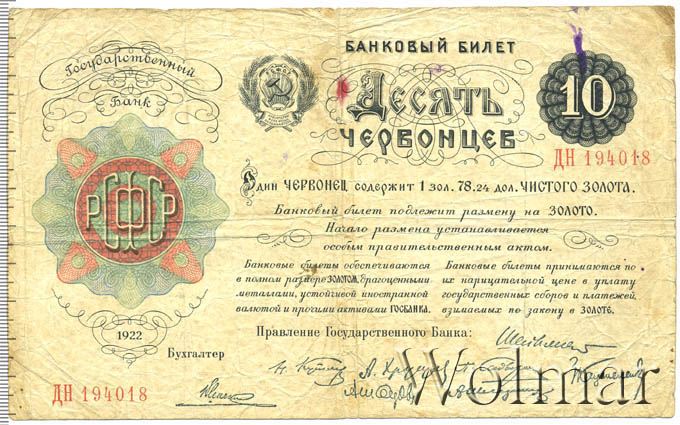 Государственный
Банк
БАНКОВЫЙ БИЛЕТ
Десять
ЧЕРВОНЦЕВ
10
ДН 194018
РСФСР
Один ЧЕРВОНЕЦ содержит 1 зол. 78.24 дол. ЧИСТОГО ЗОЛОТА.
Банковый билет подлежит размену на ЗОЛОТО.
Начало размена устанавливается
особым правительственным актом.
Банковые билеты обеспечиваются
в полном размере ЗОЛОТОМ, драгоценными
металлами, устойчивой иностранной
валютой и прочими активами ГОСБАНКА.
Банковые билеты принимаются по
их нарицательной цене в уплату
государственных сборов и платежей,
взимаемых по закону в ЗОЛОТЕ.
1922
Правление Государственного Банка:
Бухгалтер
ДН 194018
Wolmar